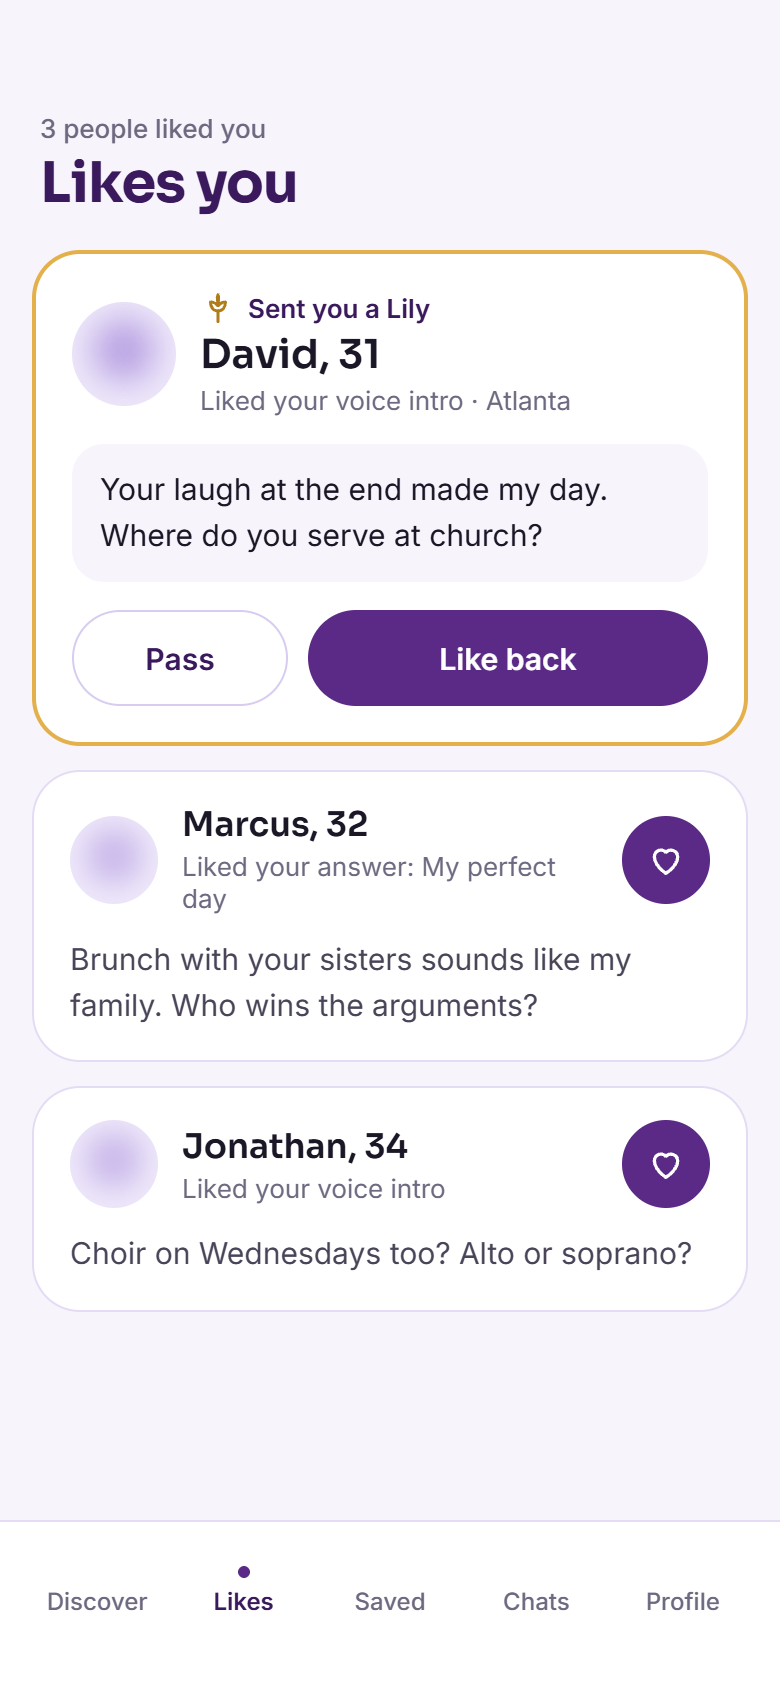 3 people liked you
Likes you
Sent you a Lily
David, 31
Liked your voice intro · Atlanta
Your laugh at the end made my day.
Where do you serve at church?
Pass
Like back
Marcus, 32
Liked your answer: My perfect
day
Brunch with your sisters sounds like my
family. Who wins the arguments?
Jonathan, 34
Liked your voice intro
Choir on Wednesdays too? Alto or soprano?
Discover
Likes
Saved
Chats
Profile